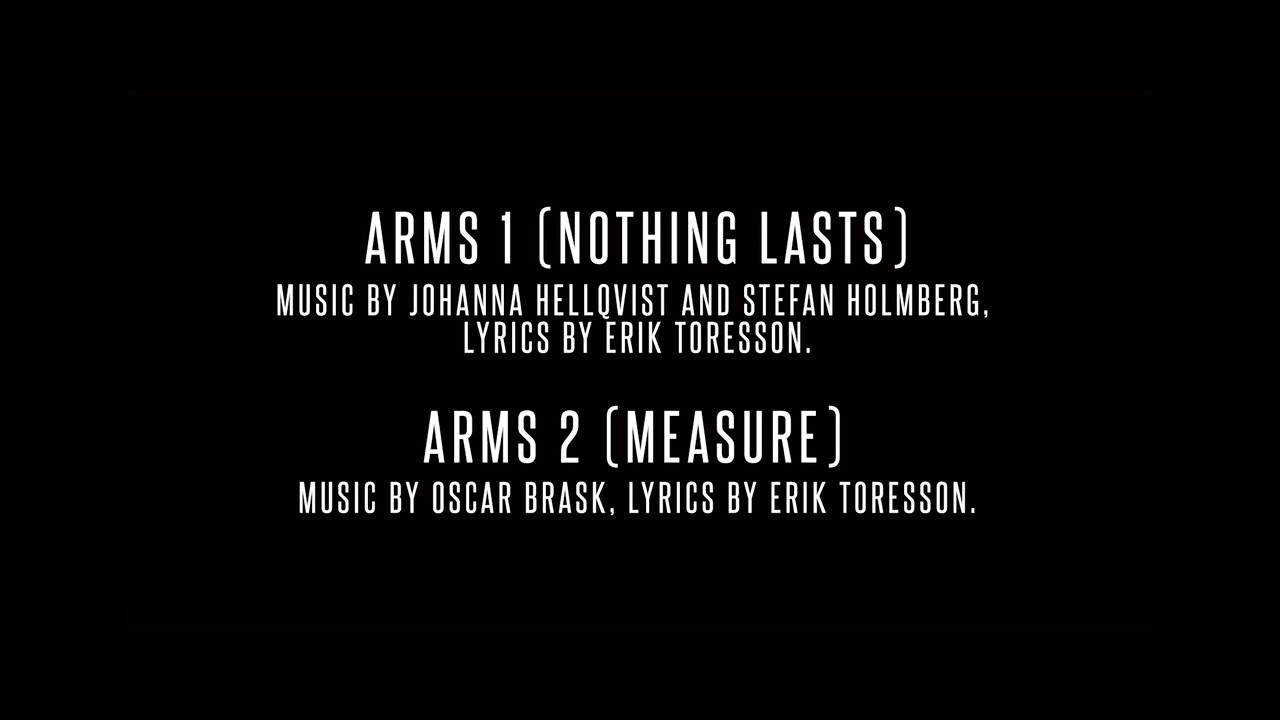 ARMS 1 (NOTHING LASTS)
MUSIC BY JOHANNA HELLQVIST AND STEFAN HOLMBERG,
LYRICS BY ERIK TORESSON.
ARMS 2 (MEASURE)
MUSIC BY OSCAR BRASK, LYRICS BY ERIK TORESSON.